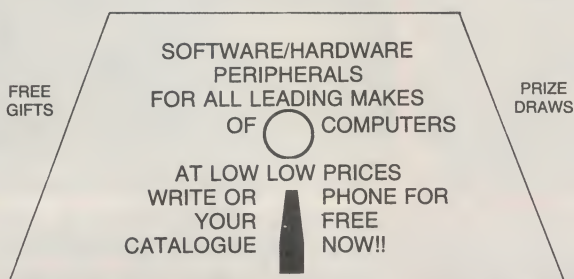 SOFTWARE/HARDWARE
PERIPHERALS
FOR ALL LEADING MAKES
OF COMPUTERS
AT LOW LOW PRICES
WRITE OR PHONE FOR
YOUR FREE
CATALOGUE NOW!!
FREE
GIFTS
PRIZE
DRAWS